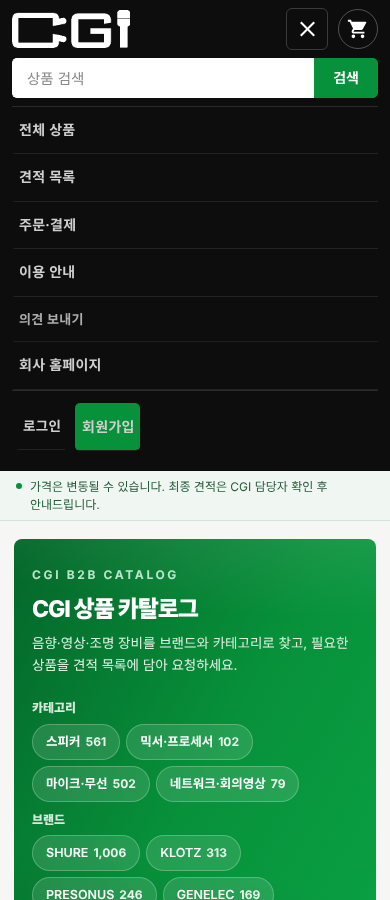 CGI
상품 검색
검색
전체 상품
견적 목록
주문·결제
이용 안내
의견 보내기
회사 홈페이지
로그인
회원가입
가격은 변동될 수 있습니다. 최종 견적은 CGI 담당자 확인 후
안내드립니다.
CGI B2B CATALOG
CGI 상품 카탈로그
음향·영상·조명 장비를 브랜드와 카테고리로 찾고, 필요한
상품을 견적 목록에 담아 요청하세요.
카테고리
스피커 561
믹서·프로세서 102
마이크·무선 502
네트워크·회의영상 79
브랜드
SHURE 1,006
KLOTZ 313
PRESONUS 246
GENELEC 169